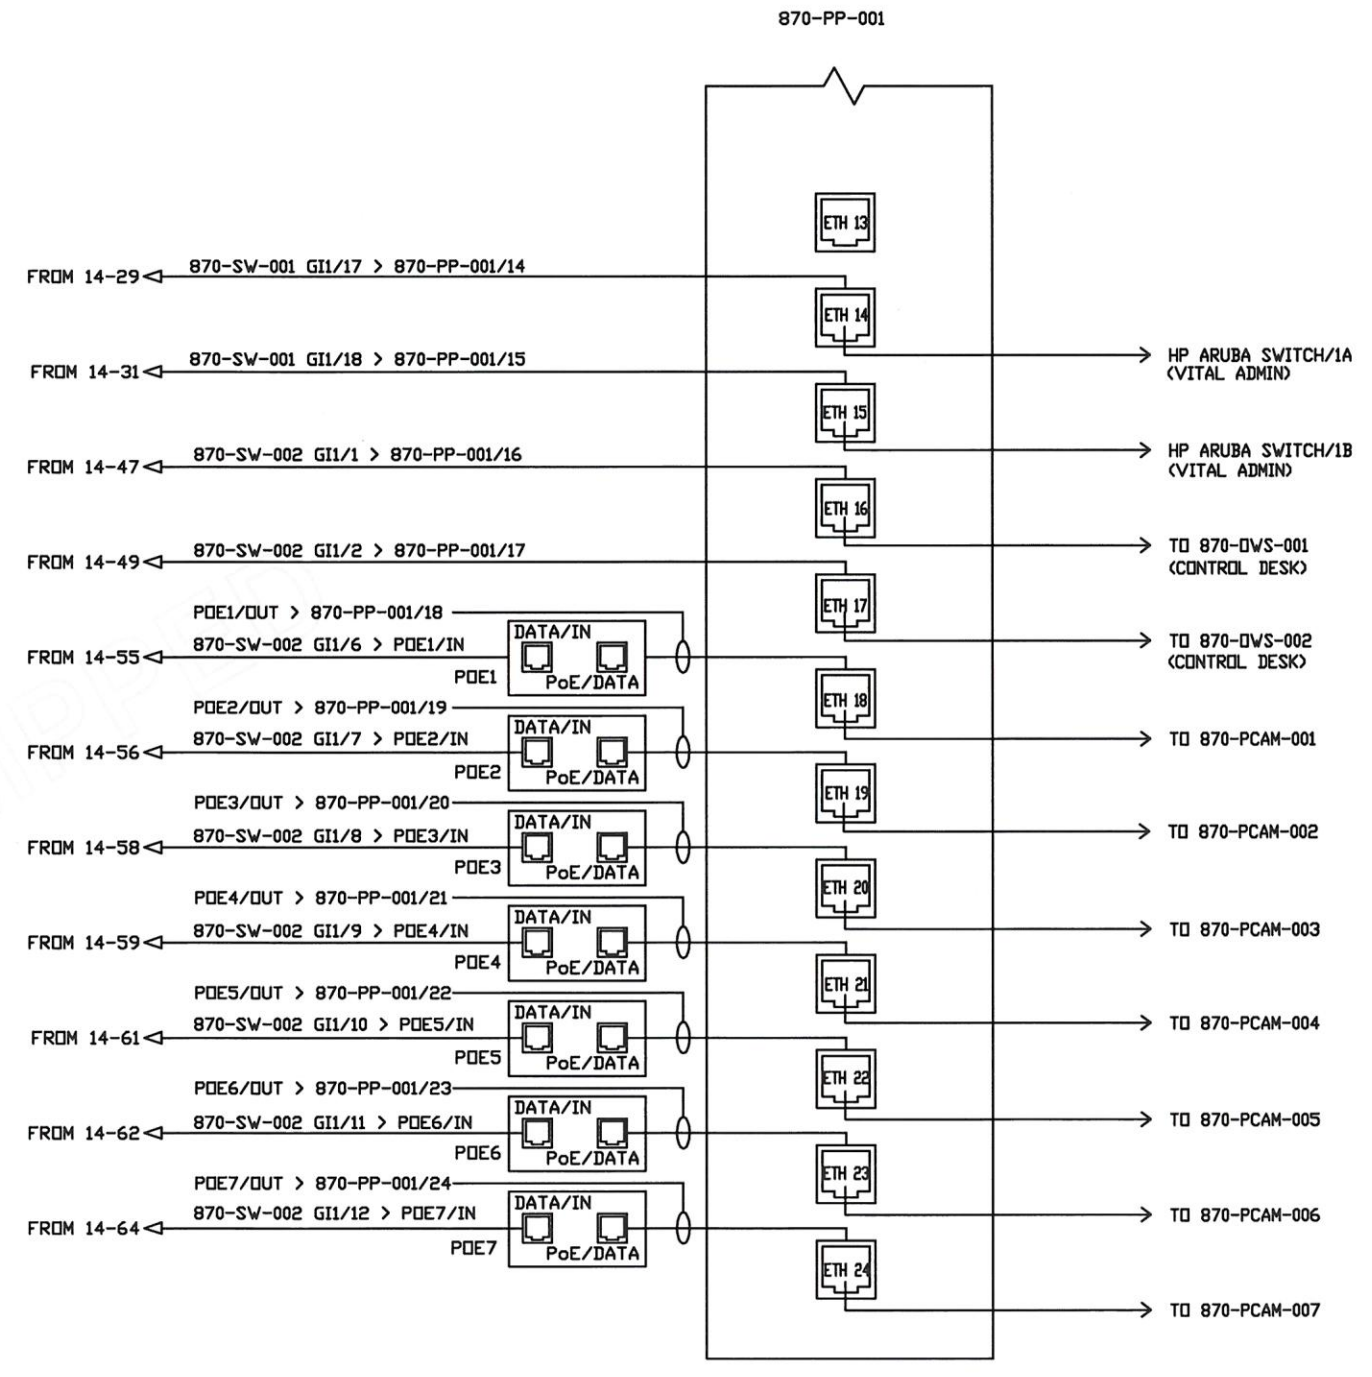 870-PP-001
ETH 13
870-SW-001 GI1/17 > 870-PP-001/14
FROM 14-29
ETH 14
HP ARUBA SWITCH/1A
(VITAL ADMIN)
870-SW-001 GI1/18 > 870-PP-001/15
FROM 14-31
ETH 15
HP ARUBA SWITCH/1B
(VITAL ADMIN)
870-SW-002 GI1/1 > 870-PP-001/16
FROM 14-47
ETH 16
TO 870-OWS-001
(CONTROL DESK)
870-SW-002 GI1/2 > 870-PP-001/17
FROM 14-49
ETH 17
TO 870-OWS-002
(CONTROL DESK)
POE1/OUT > 870-PP-001/18
870-SW-002 GI1/6 > POE1/IN
FROM 14-55
POE1
DATA/IN
PoE/DATA
ETH 18
TO 870-PCAM-001
POE2/OUT > 870-PP-001/19
870-SW-002 GI1/7 > POE2/IN
FROM 14-56
POE2
DATA/IN
PoE/DATA
ETH 19
TO 870-PCAM-002
POE3/OUT > 870-PP-001/20
870-SW-002 GI1/8 > POE3/IN
FROM 14-58
POE3
DATA/IN
PoE/DATA
ETH 20
TO 870-PCAM-003
POE4/OUT > 870-PP-001/21
870-SW-002 GI1/9 > POE4/IN
FROM 14-59
POE4
DATA/IN
PoE/DATA
ETH 21
TO 870-PCAM-004
POE5/OUT > 870-PP-001/22
870-SW-002 GI1/10 > POE5/IN
FROM 14-61
POE5
DATA/IN
PoE/DATA
ETH 22
TO 870-PCAM-005
POE6/OUT > 870-PP-001/23
870-SW-002 GI1/11 > POE6/IN
FROM 14-62
POE6
DATA/IN
PoE/DATA
ETH 23
TO 870-PCAM-006
POE7/OUT > 870-PP-001/24
870-SW-002 GI1/12 > POE7/IN
FROM 14-64
POE7
DATA/IN
PoE/DATA
ETH 24
TO 870-PCAM-007